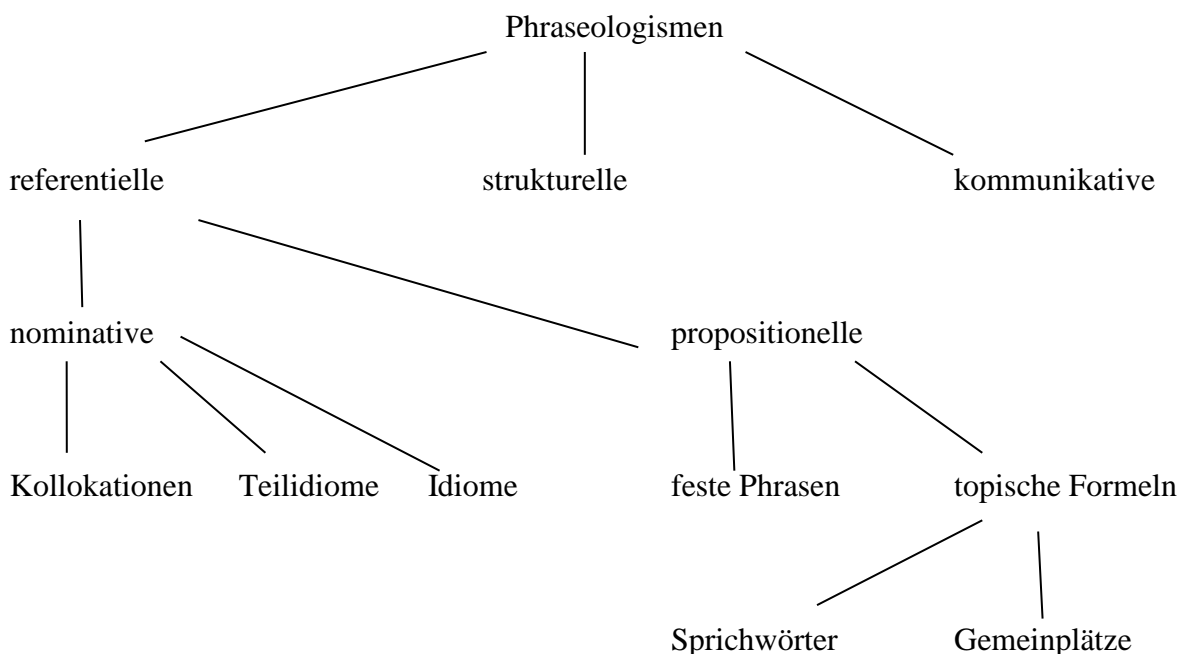 Phraseologismen
referentielle strukturelle kommunikative
nominative propositionelle
Kollokationen Teilidiome Idiome feste Phrasen topische Formeln
Sprichwörter Gemeinplätze